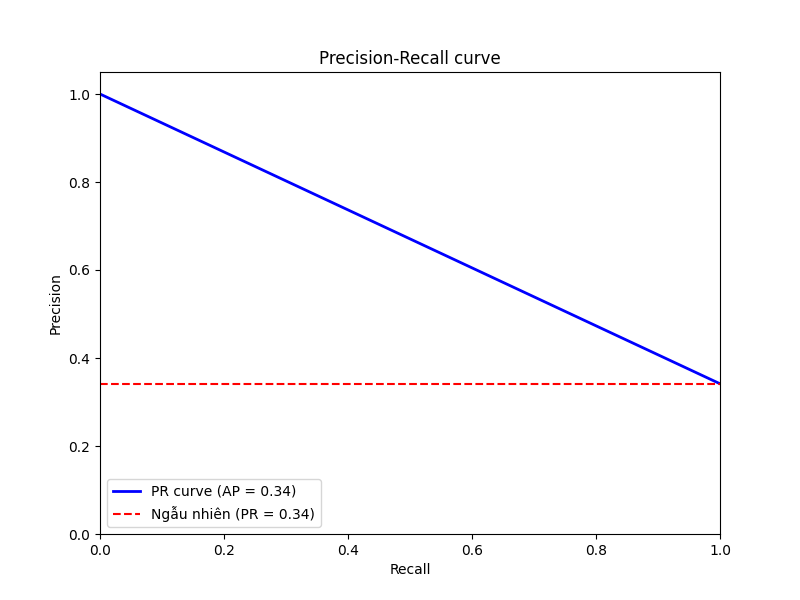 Precision-Recall curve
Precision
1.0
0.8
0.6
0.4
0.2
0.0
PR curve (AP = 0.34)
Ngẫu nhiên (PR = 0.34)
0.0 0.2 0.4 0.6 0.8 1.0
Recall